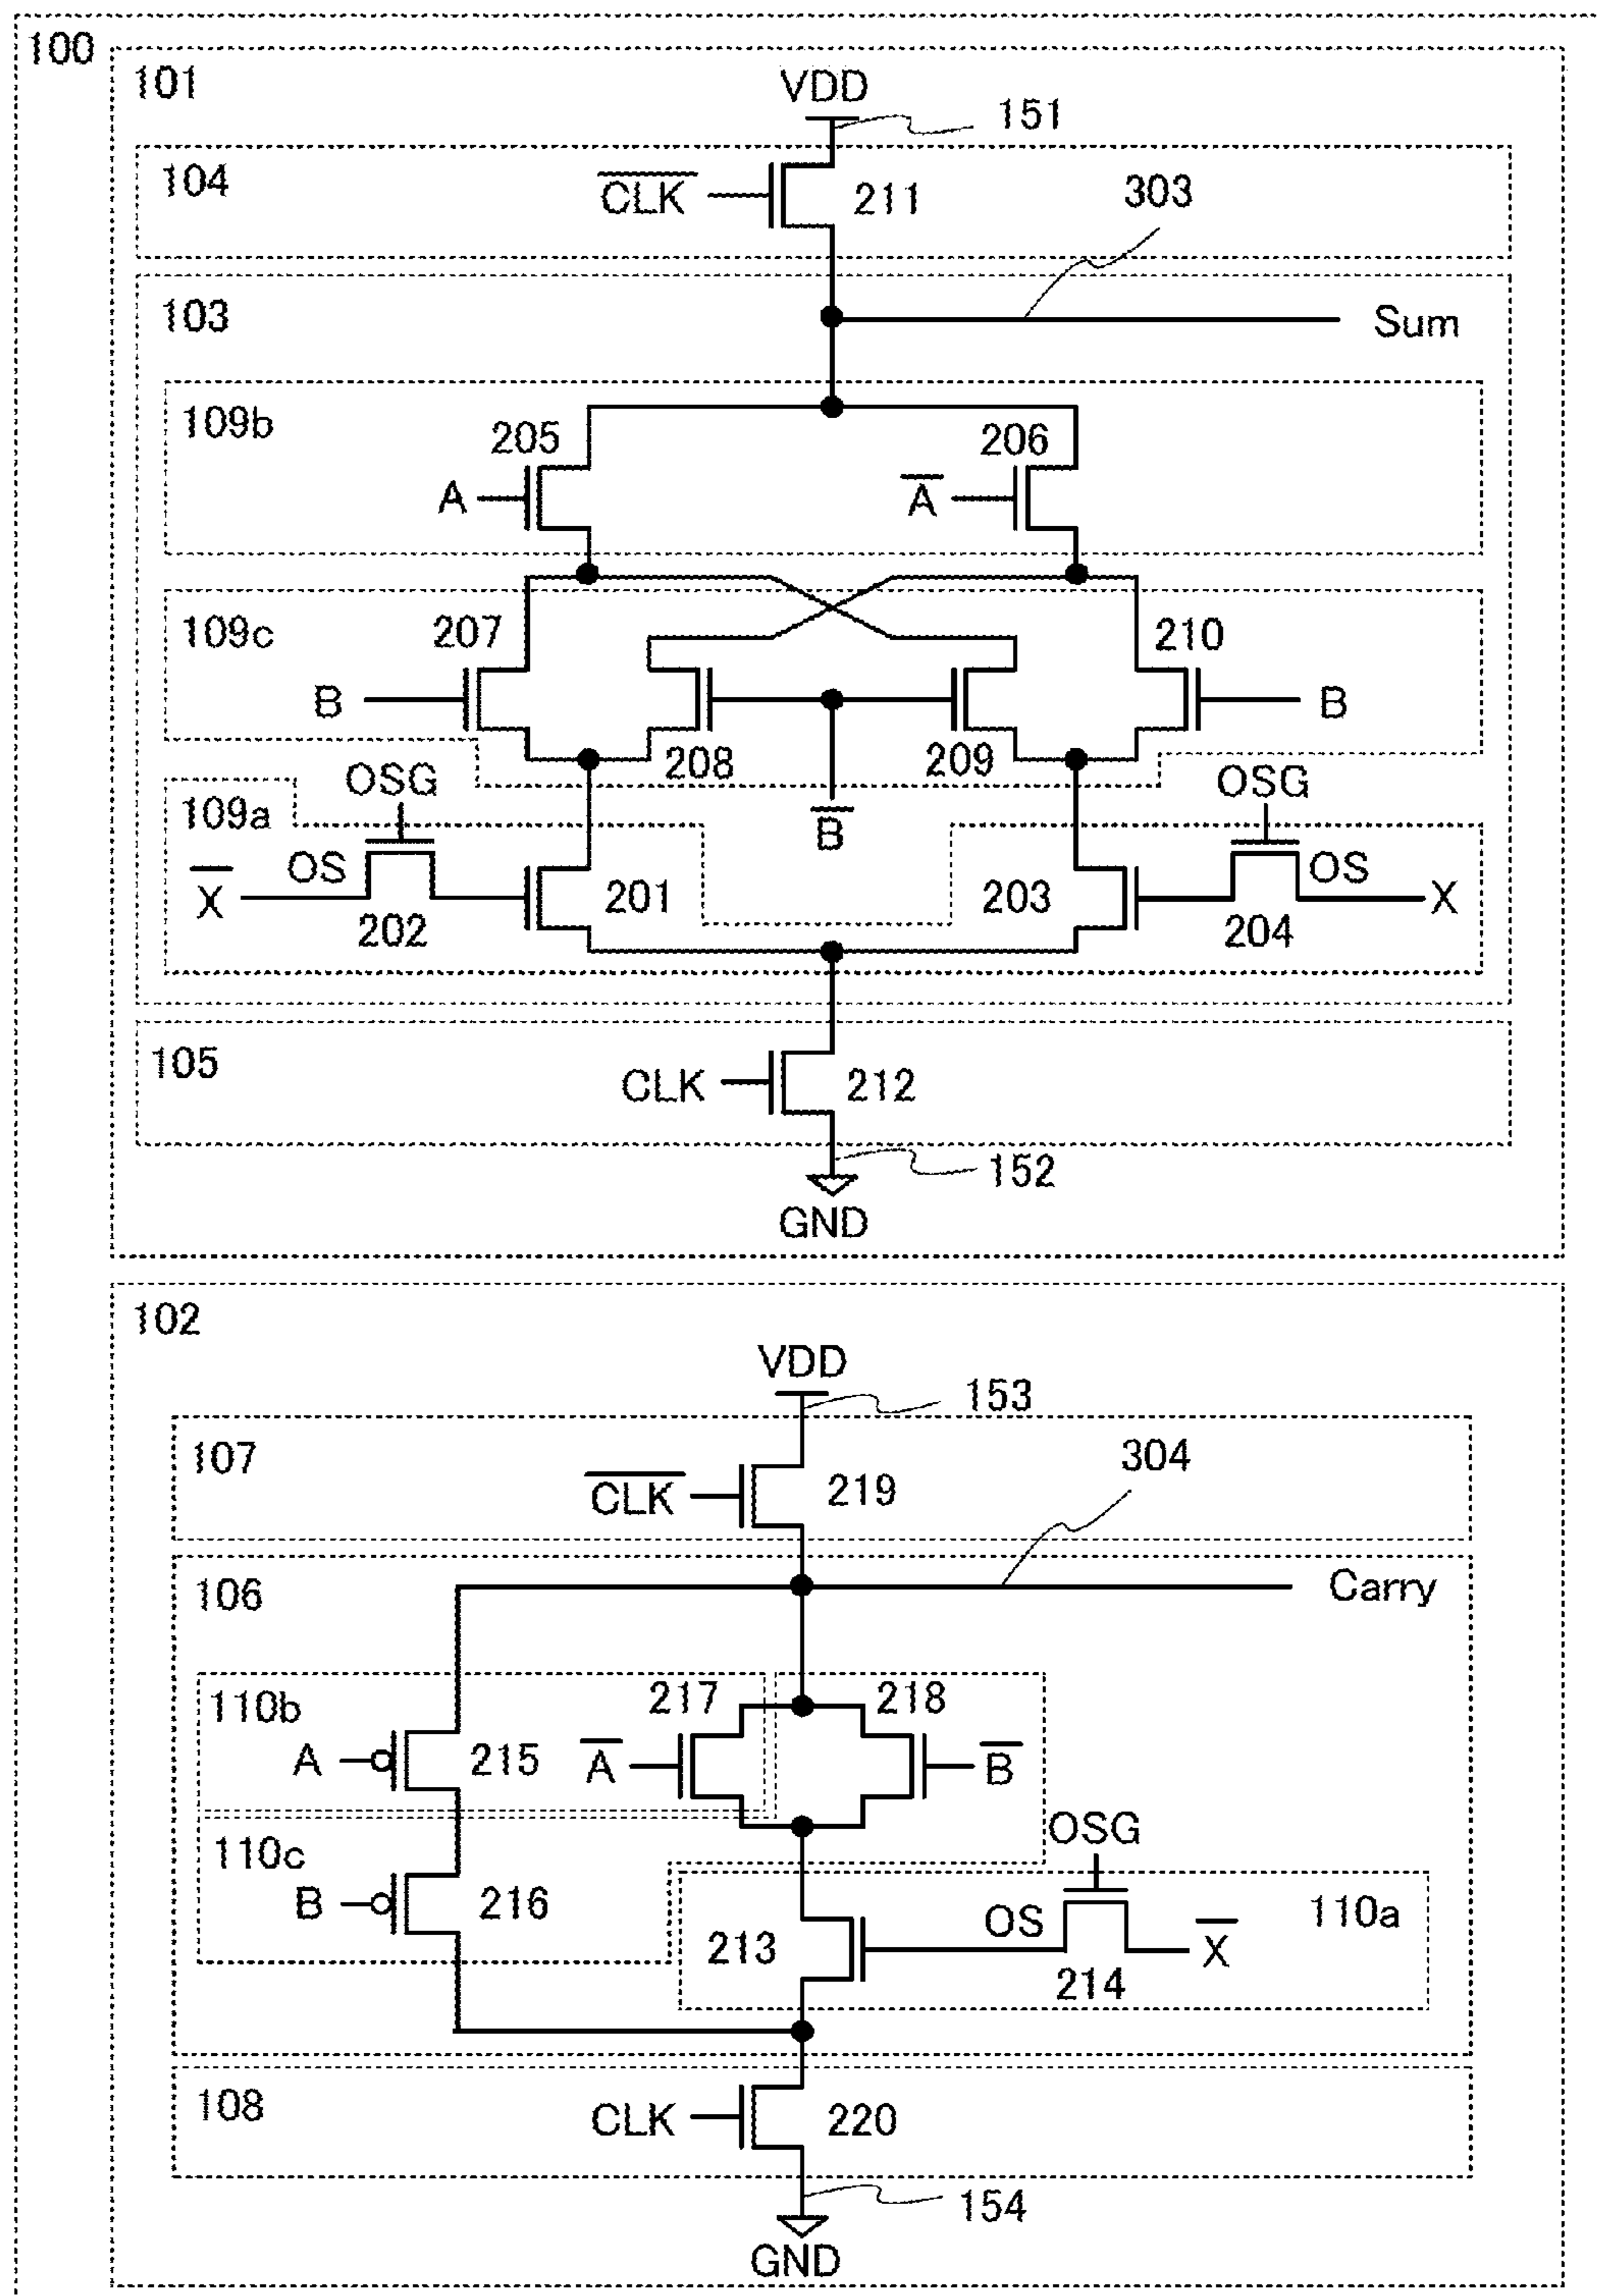 100
101
VDD
151
104
C̅L̅K̅
211
303
103
Sum
109b
205
206
A
A̅
109c
207
210
B
B
208
209
OSG
OSG
109a
B̅
X̅
OS
201
203
OS
X
202
204
105
CLK
212
152
GND
102
VDD
153
107
304
C̅L̅K̅
219
106
Carry
110b
217
218
A
215
A̅
B̅
OSG
110c
B
216
OS
110a
213
X̅
214
108
CLK
220
154
GND